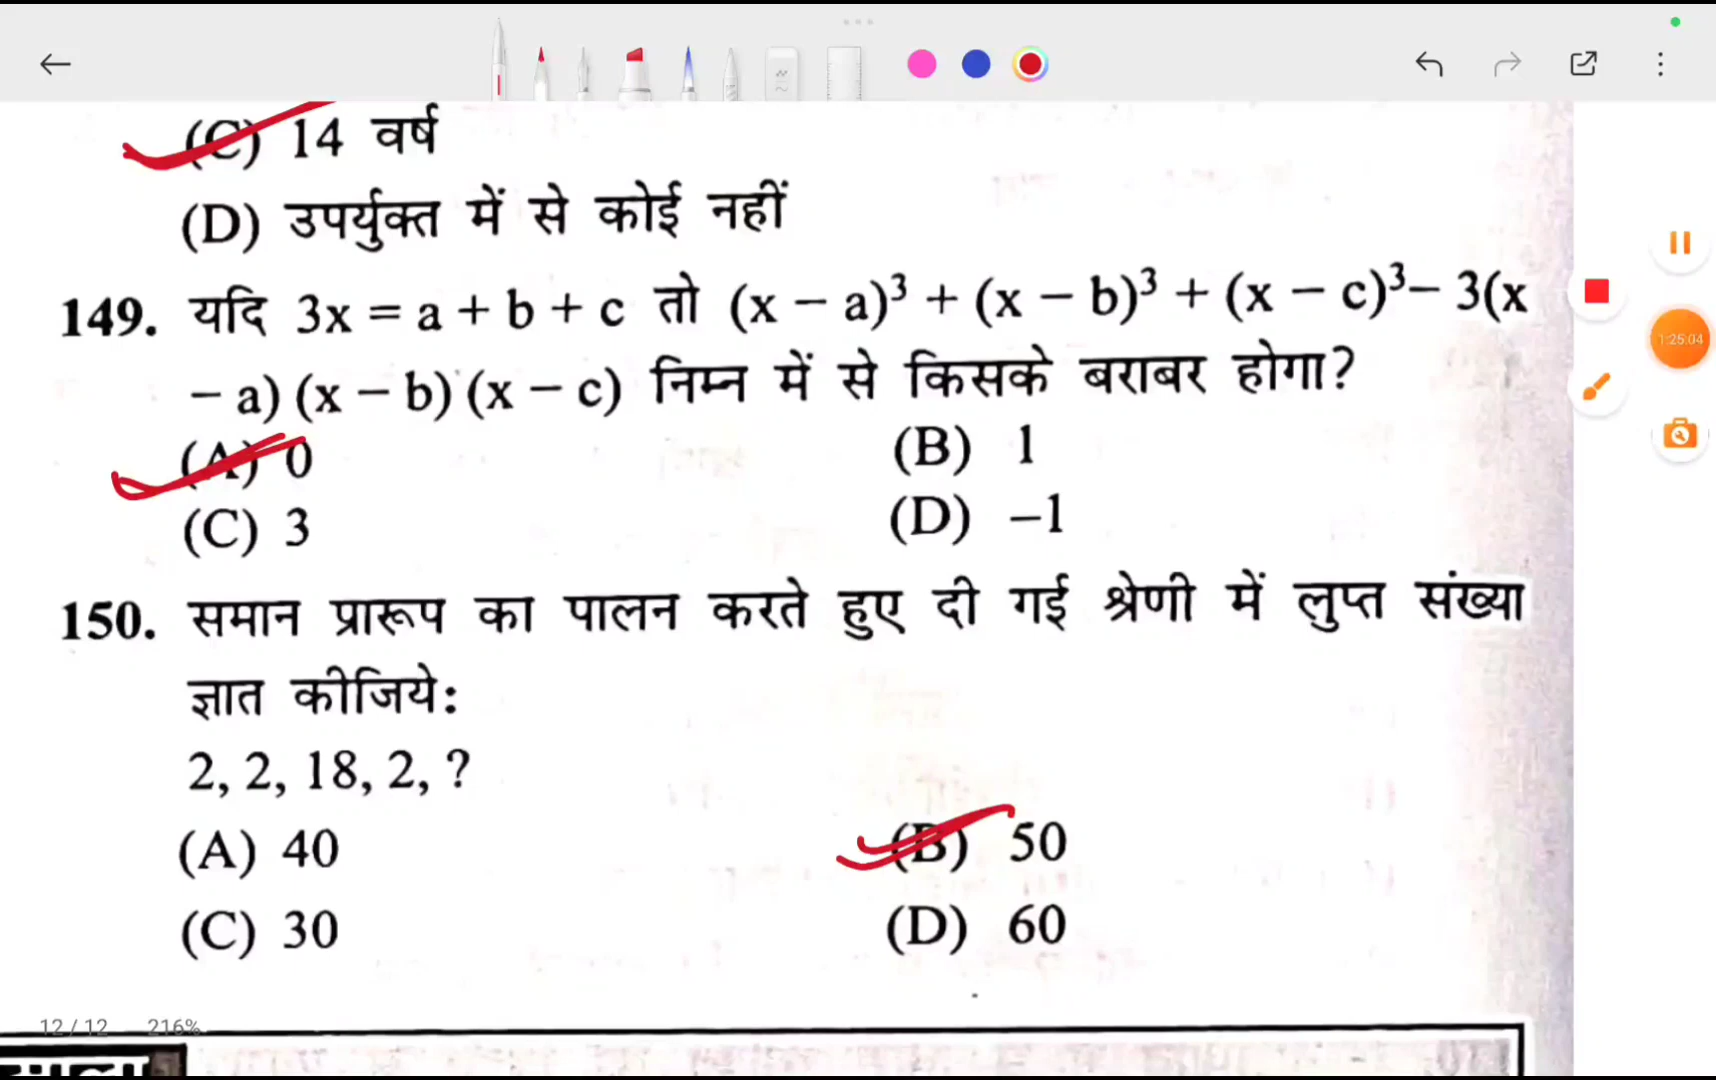 (C) 14 वर्ष
(D) उपर्युक्त में से कोई नहीं
149. यदि 3x = a + b + c तो (x – a)³ + (x – b)³ + (x – c)³– 3(x
– a) (x – b) (x – c) निम्न में से किसके बराबर होगा?
(A) 0 (B) 1
(C) 3 (D) –1
150. समान प्रारूप का पालन करते हुए दी गई श्रेणी में लुप्त संख्या
ज्ञात कीजिये:
2, 2, 18, 2, ?
(A) 40 (B) 50
(C) 30 (D) 60
12 / 12 216%
1:25:04